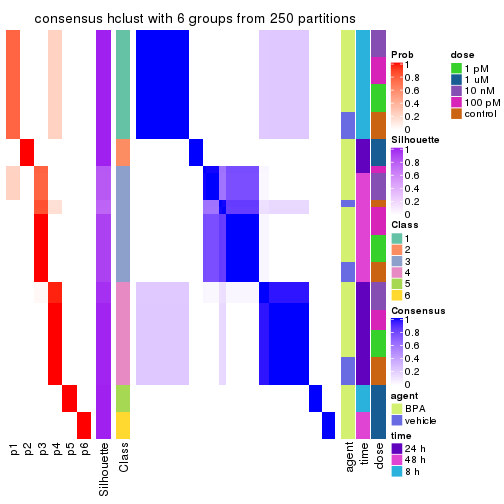 consensus hclust with 6 groups from 250 partitions
Prob
1
0.8
0.6
0.4
0.2
0
Silhouette
1
0.8
0.6
0.4
0.2
0
Class
1
2
3
4
5
6
Consensus
1
0.8
0.6
0.4
0.2
0
agent
BPA
vehicle
time
24 h
48 h
8 h
dose
1 pM
1 uM
10 nM
100 pM
control
p1
p2
p3
p4
p5
p6
Silhouette
Class
agent
time
dose